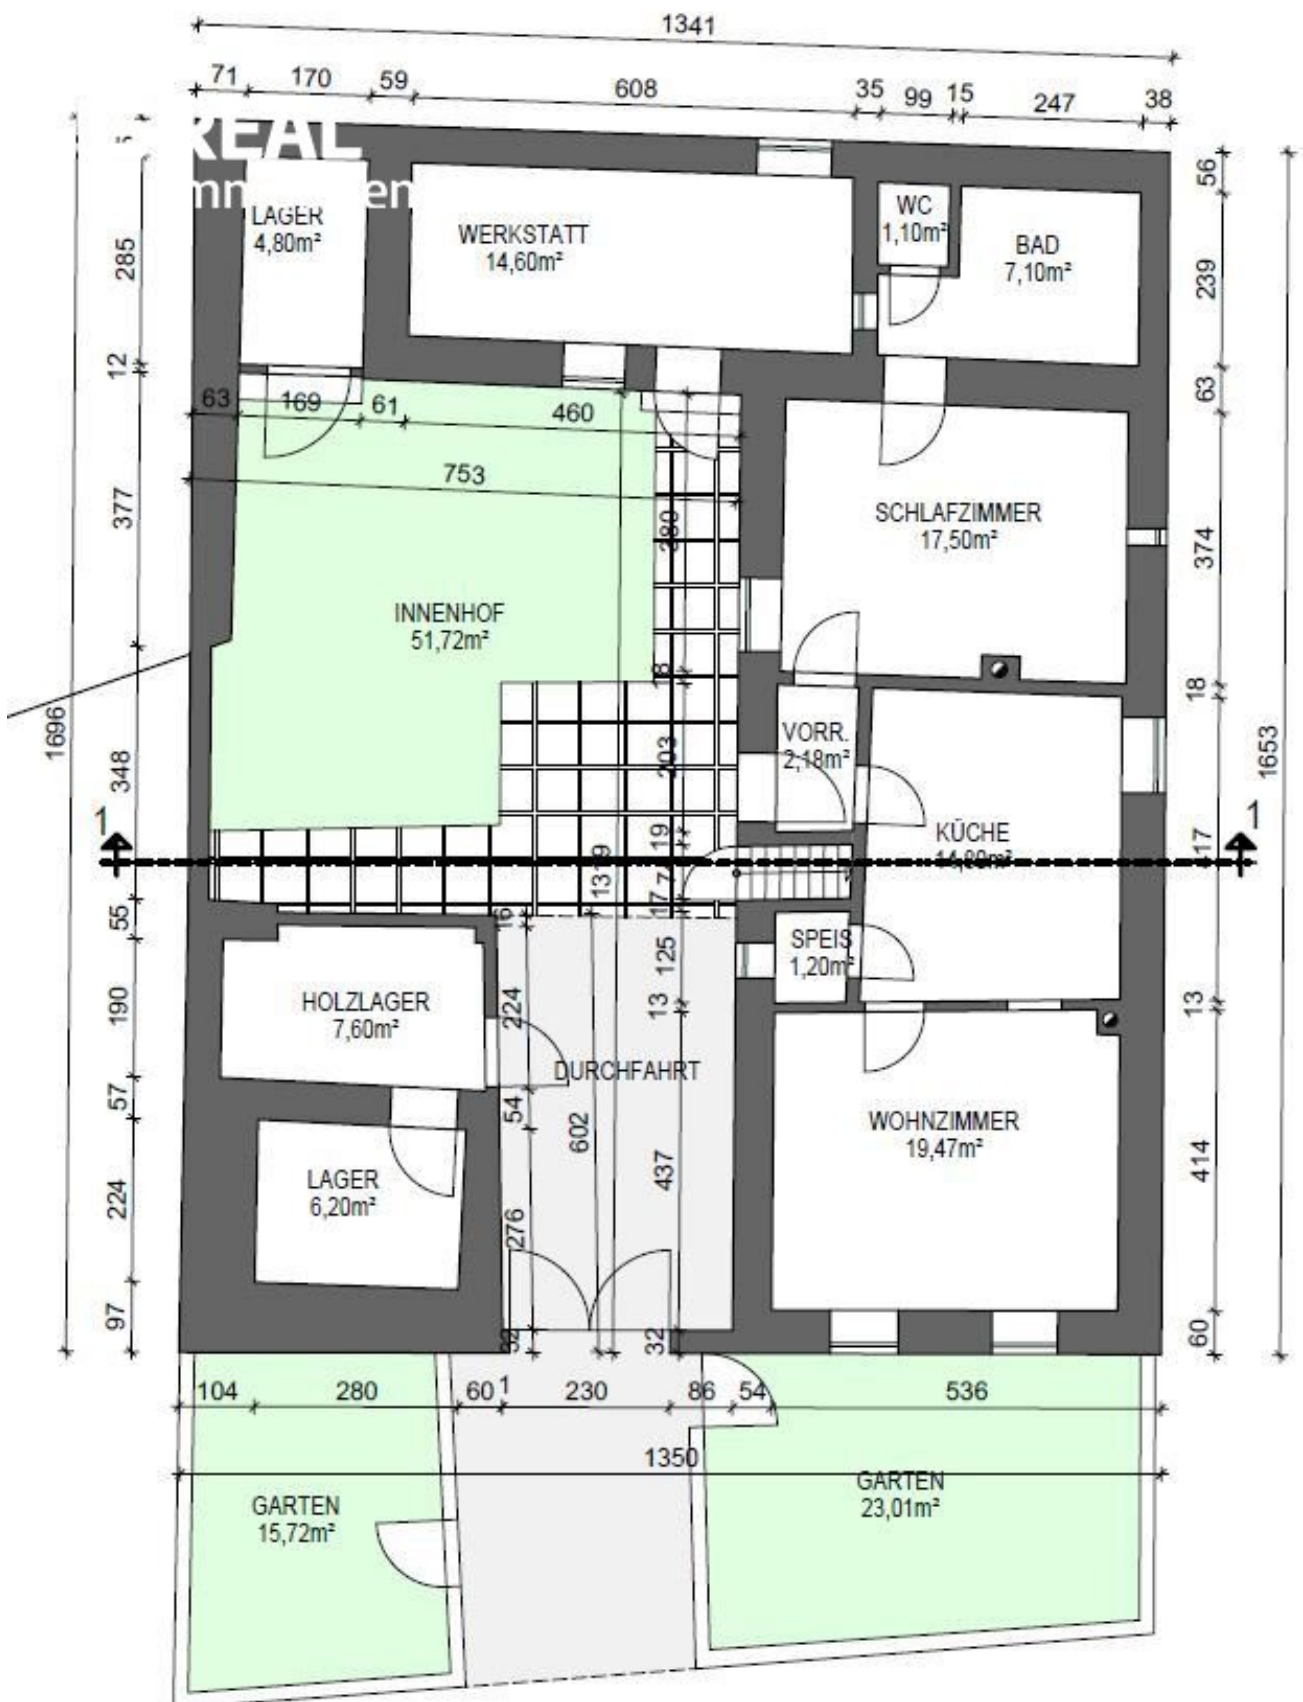 1341
71 170 59 608 35 99 15 247 38
REAL
LAGER
4,80m²
WERKSTATT
14,60m²
WC
1,10m²
BAD
7,10m²
56
285
239
12
63
63 169 61 460
753
377
380
SCHLAFZIMMER
17,50m²
374
INNENHOF
51,72m²
18
18
1696
1653
348
203
VORR.
2,18m²
1
19
KÜCHE
1
1319
55
16
125
SPEIS
1,20m²
190
HOLZLAGER
7,60m²
224
13
13
DURCHFAHRT
57
54
602
WOHNZIMMER
19,47m²
437
414
LAGER
6,20m²
224
276
97
32
60
104 280 60 1 230 86 54 536
1350
GARTEN
15,72m²
GARTEN
23,01m²